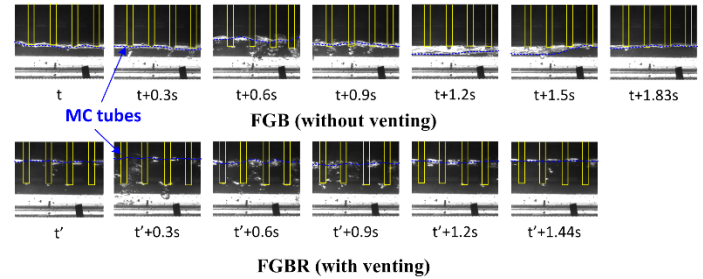 t t+0.3s t+0.6s t+0.9s t+1.2s t+1.5s t+1.83s
MC tubes
FGB (without venting)
t' t'+0.3s t'+0.6s t'+0.9s t'+1.2s t'+1.44s
FGBR (with venting)